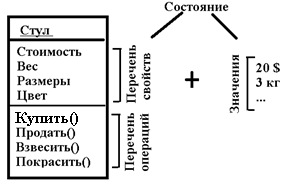 Состояние
Стул
Стоимость
Вес
Размеры
Цвет
Перечень
свойств
Купить()
Продать()
Взвесить()
Покрасить()
Перечень
операций
+
Значения
20 $
3 кг
...